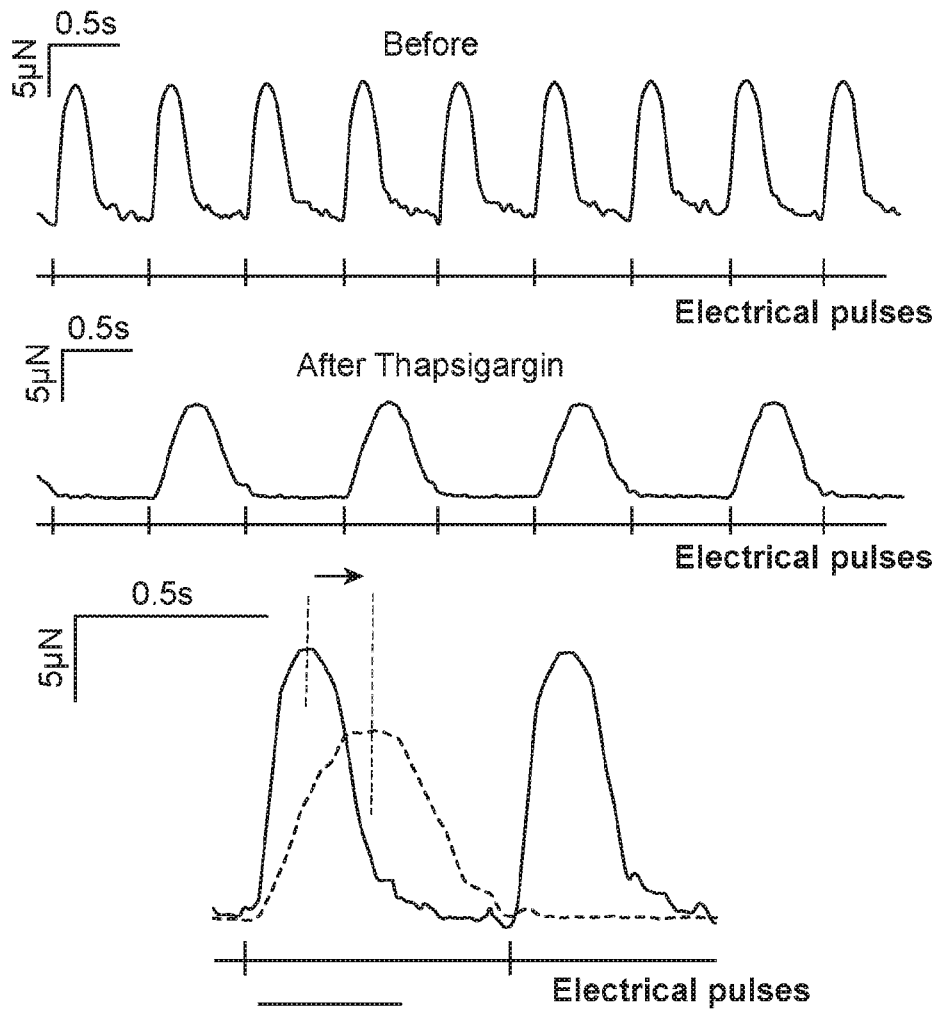 0.5s
5µN
Before
Electrical pulses
0.5s
5µN
After Thapsigargin
Electrical pulses
0.5s
5µN
Electrical pulses